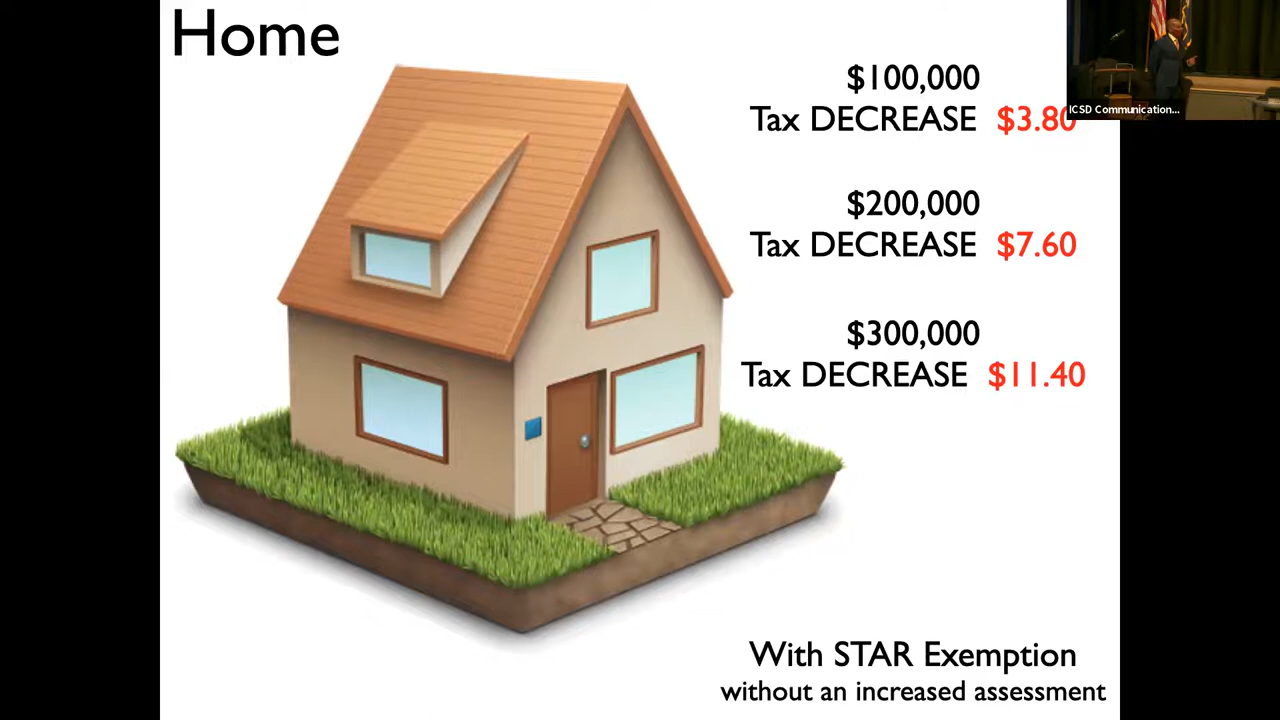 Home
$100,000
Tax DECREASE $3.80
ICSD Communication...
$200,000
Tax DECREASE $7.60
$300,000
Tax DECREASE $11.40
With STAR Exemption
without an increased assessment